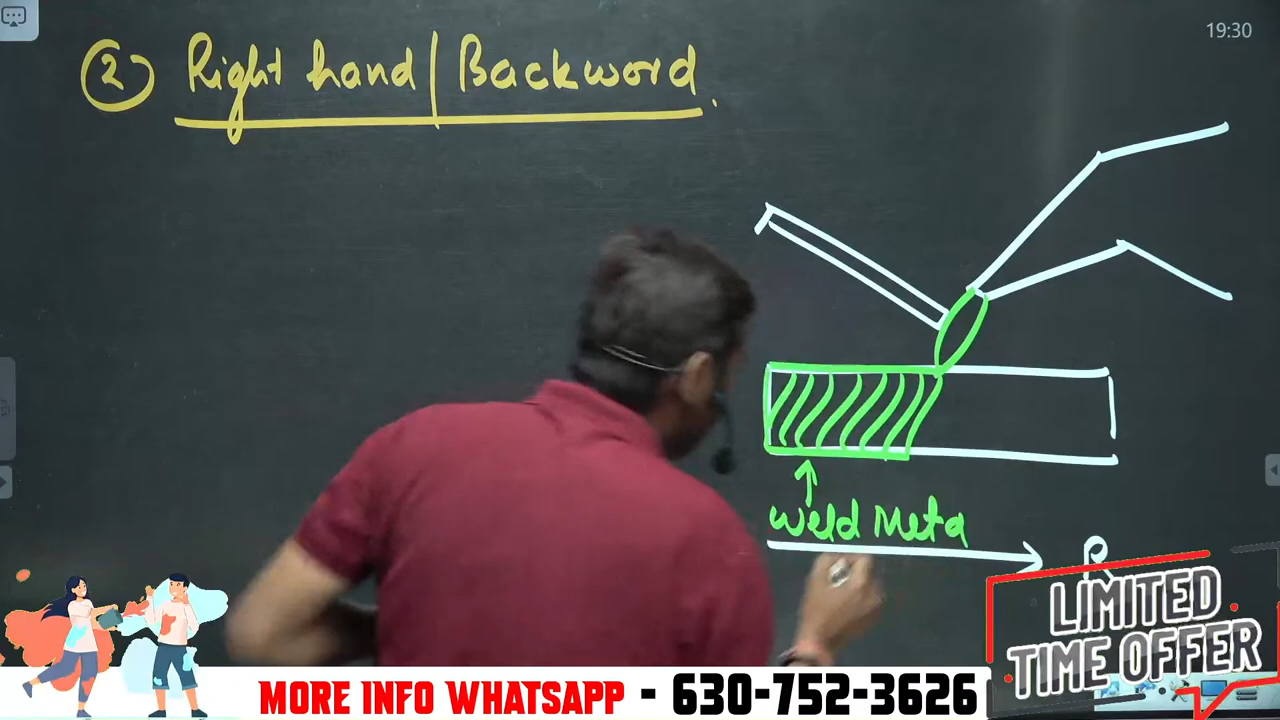 19:30
② Right hand | Backword.
Weld Meta
R
LIMITED
TIME OFFER
MORE INFO WHATSAPP - 630-752-3626